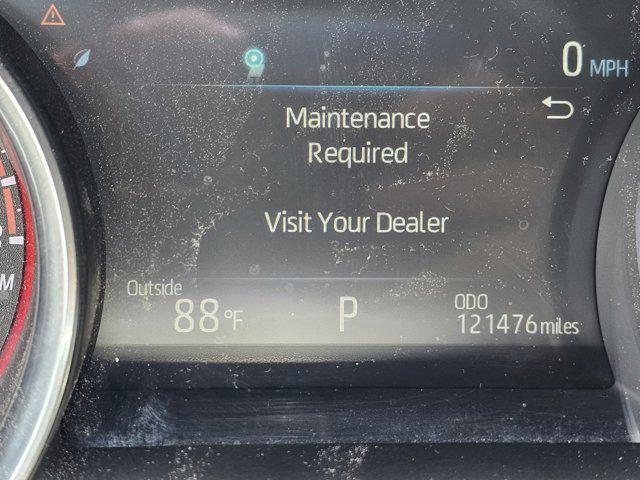 0 MPH
Maintenance
Required
Visit Your Dealer
Outside
88°F
P
ODO
121476 miles
M